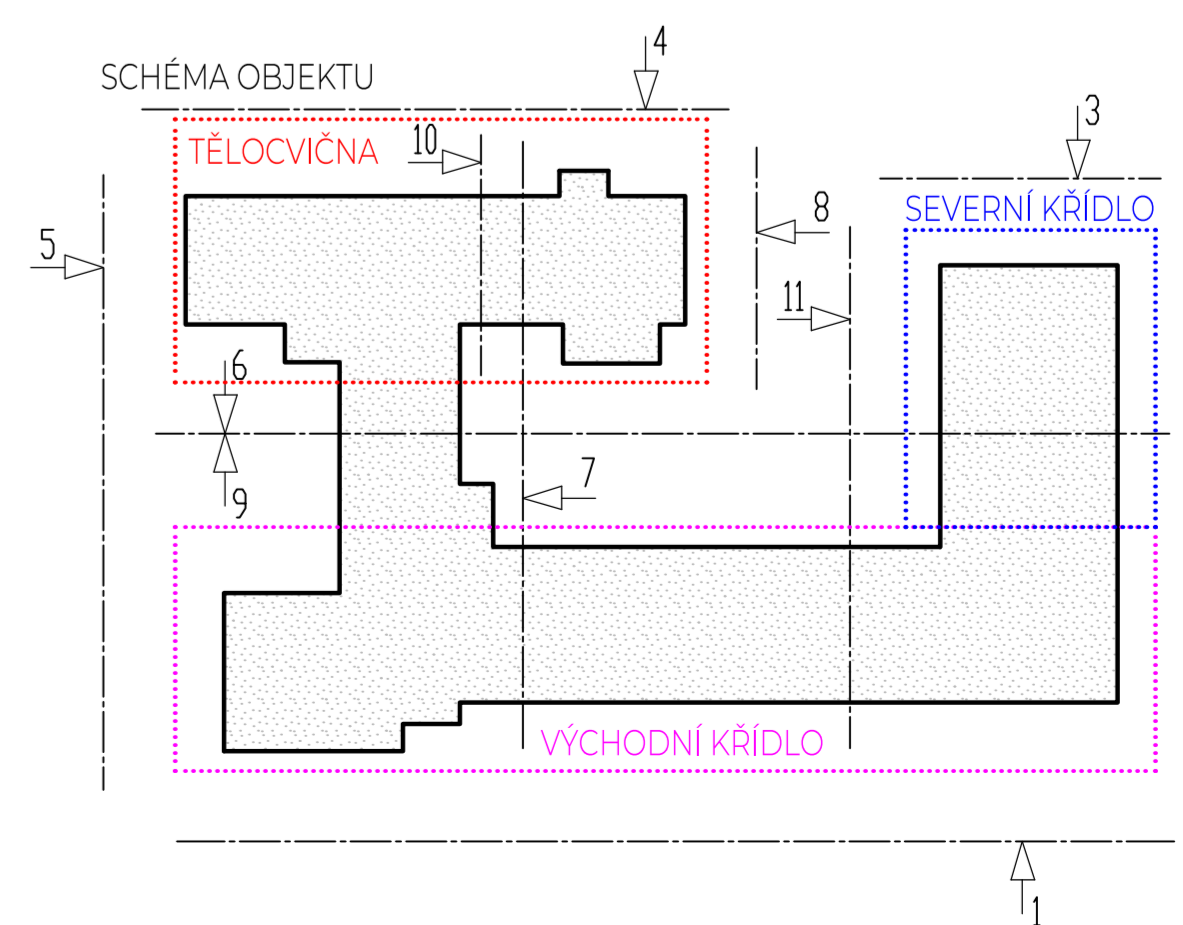 4
SCHÉMA OBJEKTU
3
TĚLOCVIČNA
10
8
SEVERNÍ KŘÍDLO
5
11
6
7
9
VÝCHODNÍ KŘÍDLO
1